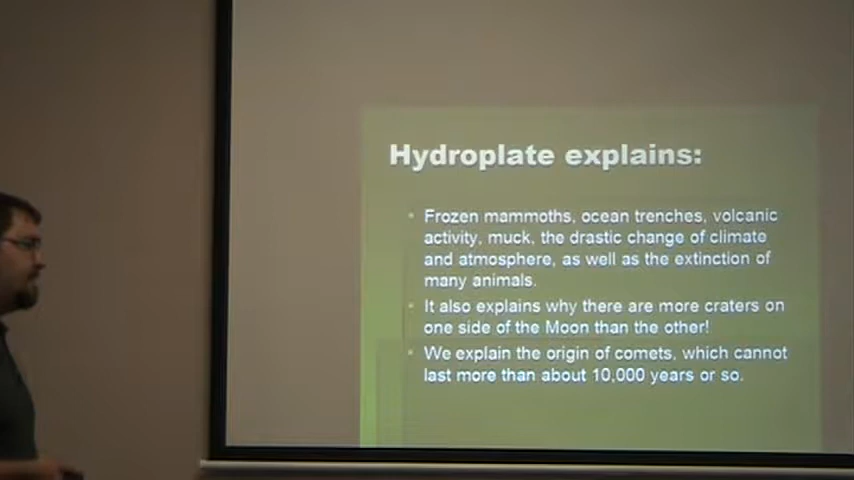 Hydroplate explains:
Frozen mammoths, ocean trenches, volcanic
activity, muck, the drastic change of climate
and atmosphere, as well as the extinction of
many animals.
It also explains why there are more craters on
one side of the Moon than the other!
We explain the origin of comets, which cannot
last more than about 10,000 years or so.